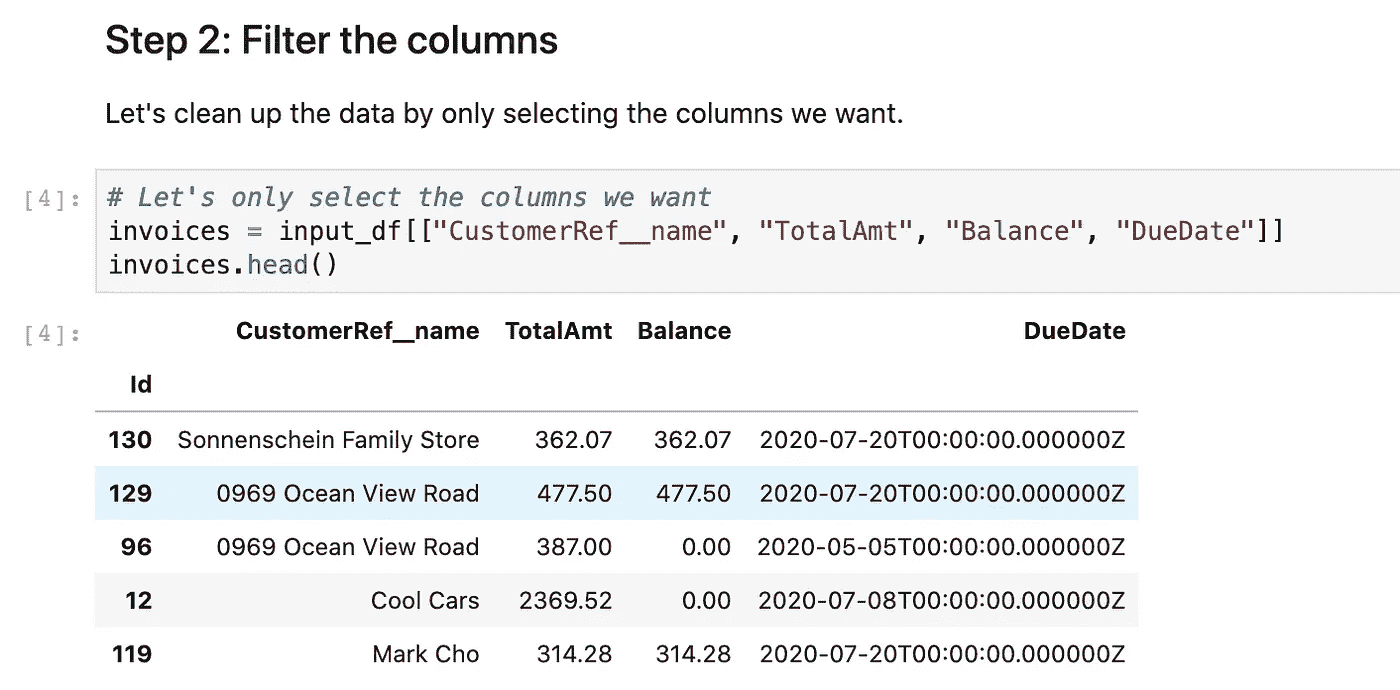 Step 2: Filter the columns
Let's clean up the data by only selecting the columns we want.
[4]: # Let's only select the columns we want
invoices = input_df[["CustomerRef__name", "TotalAmt", "Balance", "DueDate"]]
invoices.head()
[4]: CustomerRef__name TotalAmt Balance DueDate
Id
130 Sonnenschein Family Store 362.07 362.07 2020-07-20T00:00:00.000000Z
129 0969 Ocean View Road 477.50 477.50 2020-07-20T00:00:00.000000Z
96 0969 Ocean View Road 387.00 0.00 2020-05-05T00:00:00.000000Z
12 Cool Cars 2369.52 0.00 2020-07-08T00:00:00.000000Z
119 Mark Cho 314.28 314.28 2020-07-20T00:00:00.000000Z